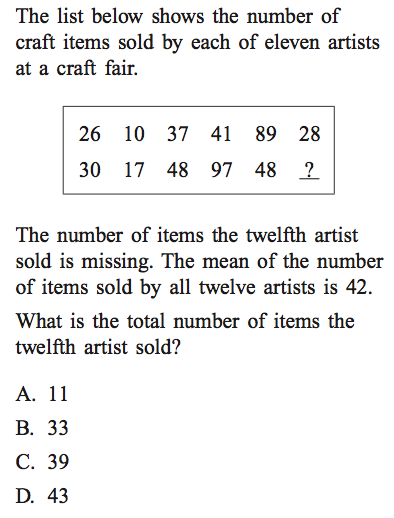 The list below shows the number of
craft items sold by each of eleven artists
at a craft fair.
26 10 37 41 89 28
30 17 48 97 48 ?
The number of items the twelfth artist
sold is missing. The mean of the number
of items sold by all twelve artists is 42.
What is the total number of items the
twelfth artist sold?
A. 11
B. 33
C. 39
D. 43